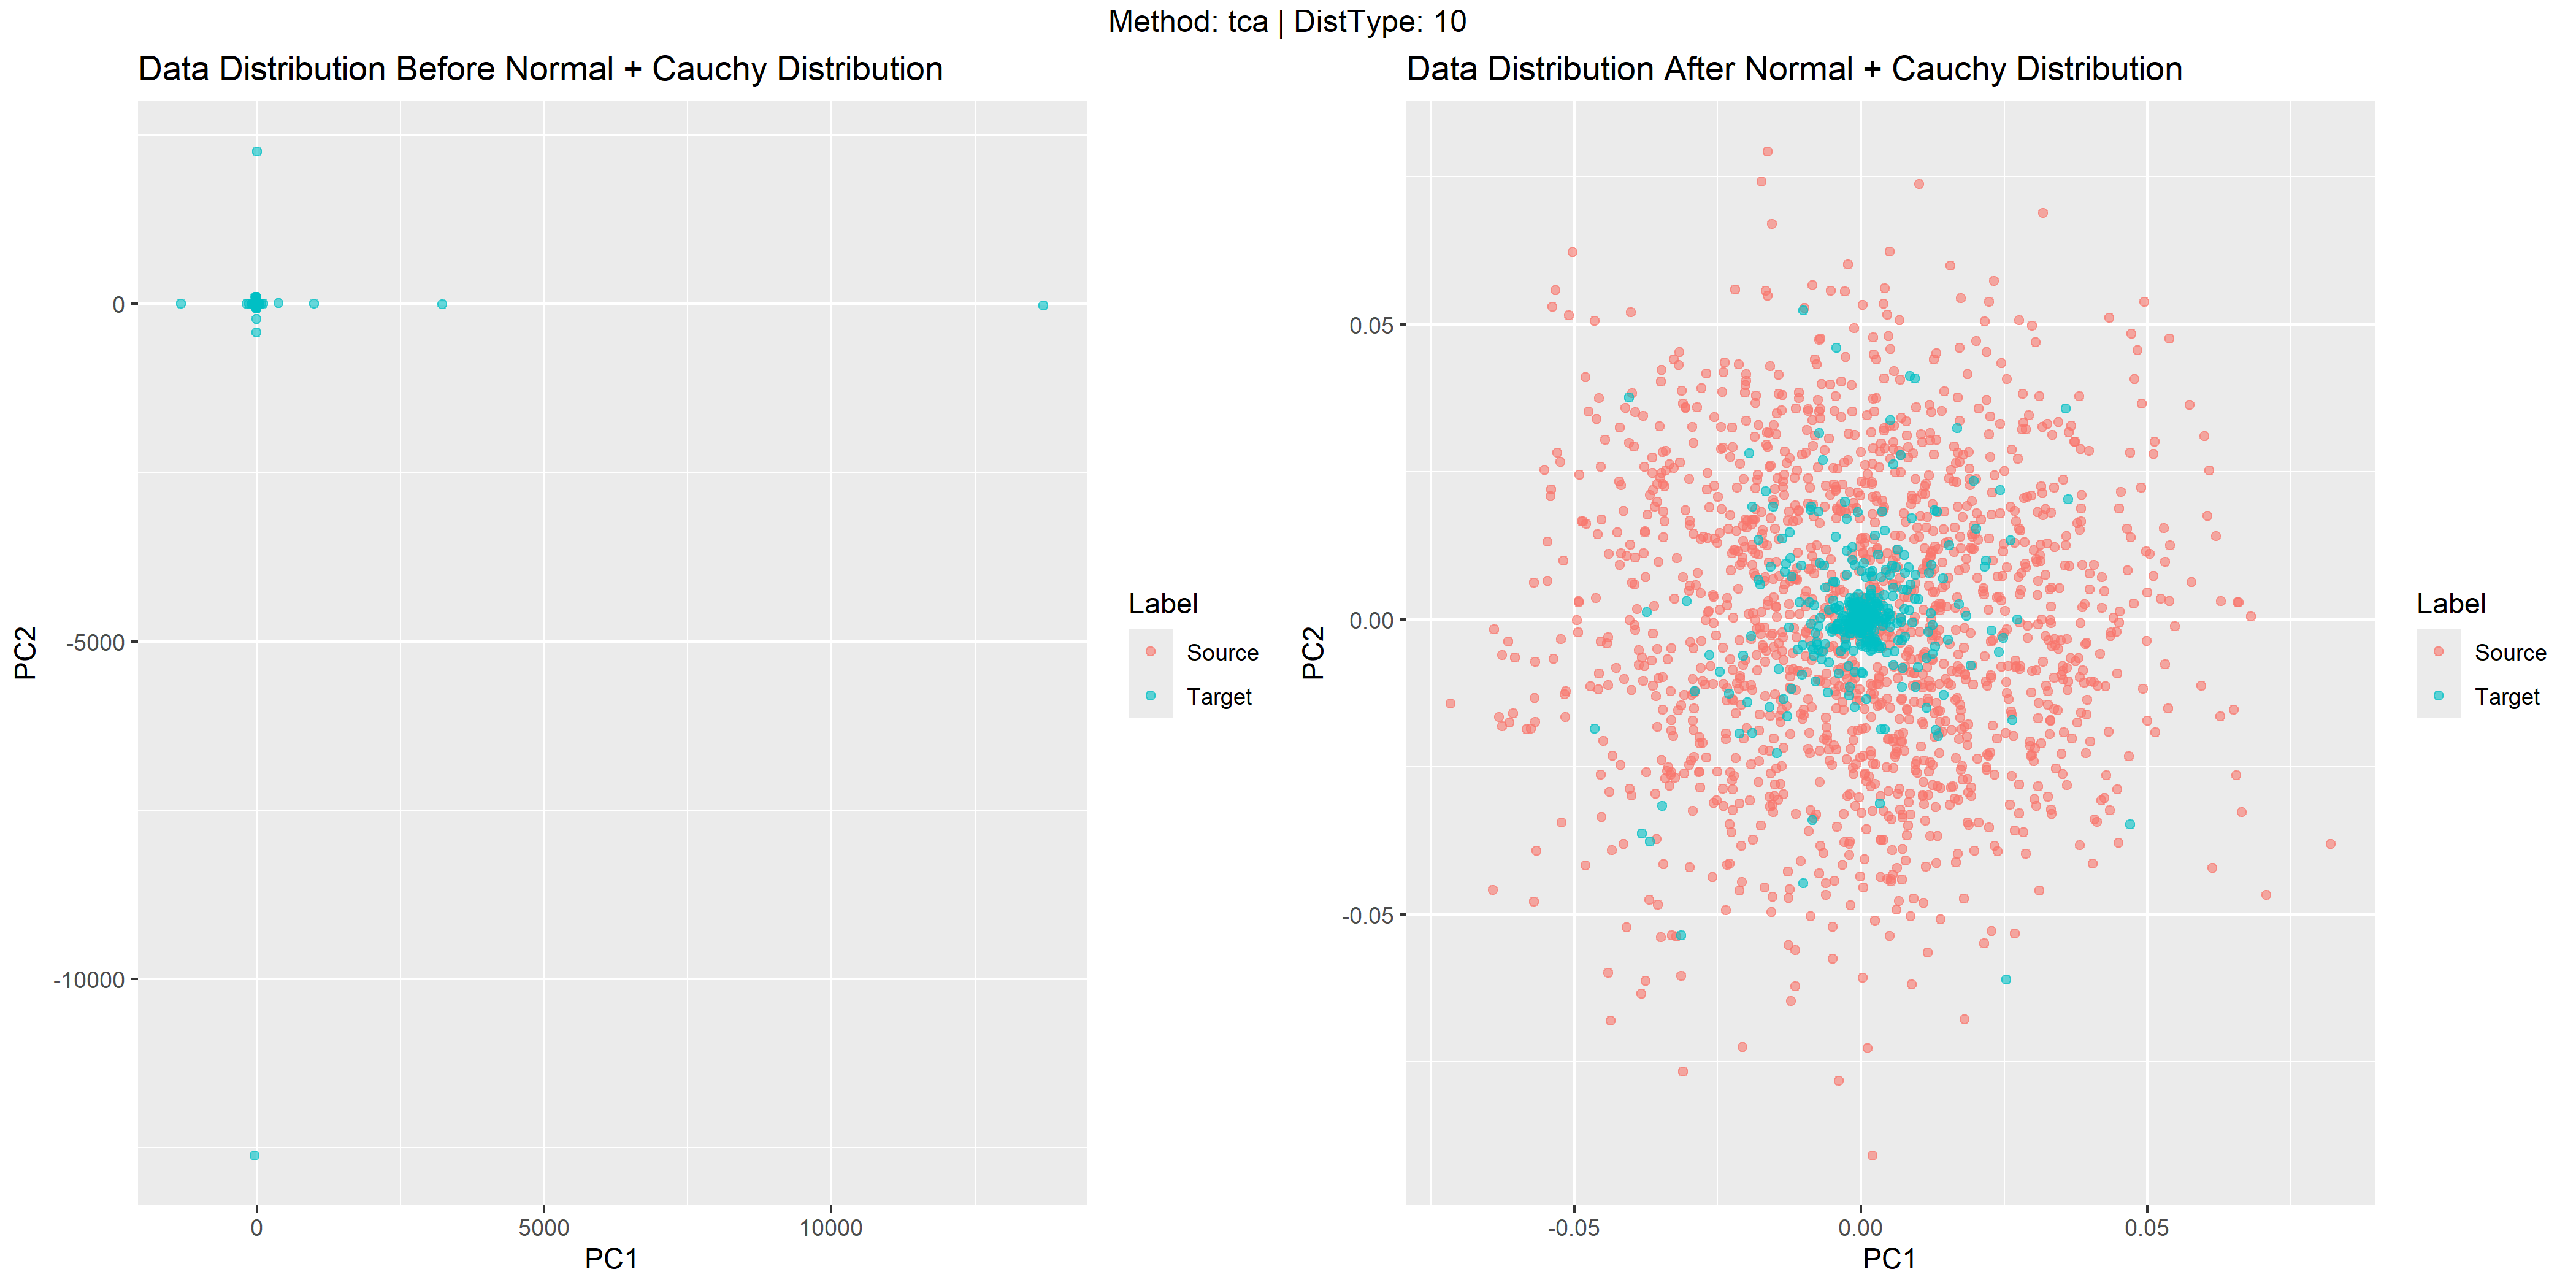 Method: tca | DistType: 10
Data Distribution Before Normal + Cauchy Distribution
PC2
0
-5000
-10000
0
5000
10000
PC1
Label
Source
Target
Data Distribution After Normal + Cauchy Distribution
PC2
0.05
0.00
-0.05
-0.05
0.00
0.05
PC1
Label
Source
Target